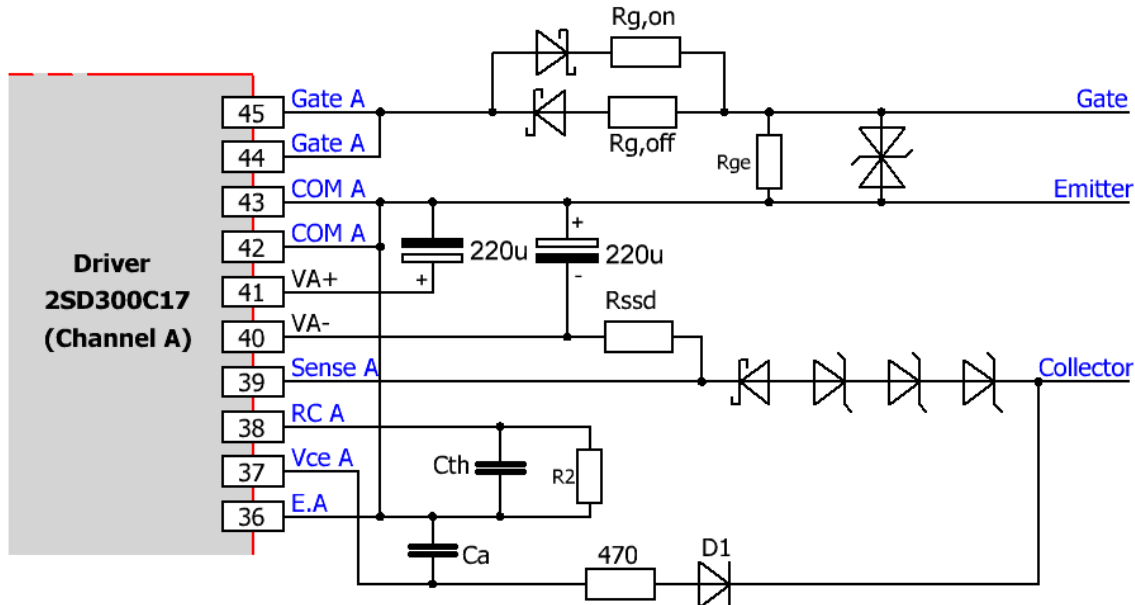 Rg,on
45 Gate A
Gate
Rg,off
44 Gate A
Rge
43 COM A
Emitter
42 COM A
+
220u
+
220u
-
Driver
2SD300C17
(Channel A)
41 VA+
Rssd
40 VA-
39 Sense A
Collector
38 RC A
Cth
R2
37 Vce A
36 E.A
Ca
470
D1